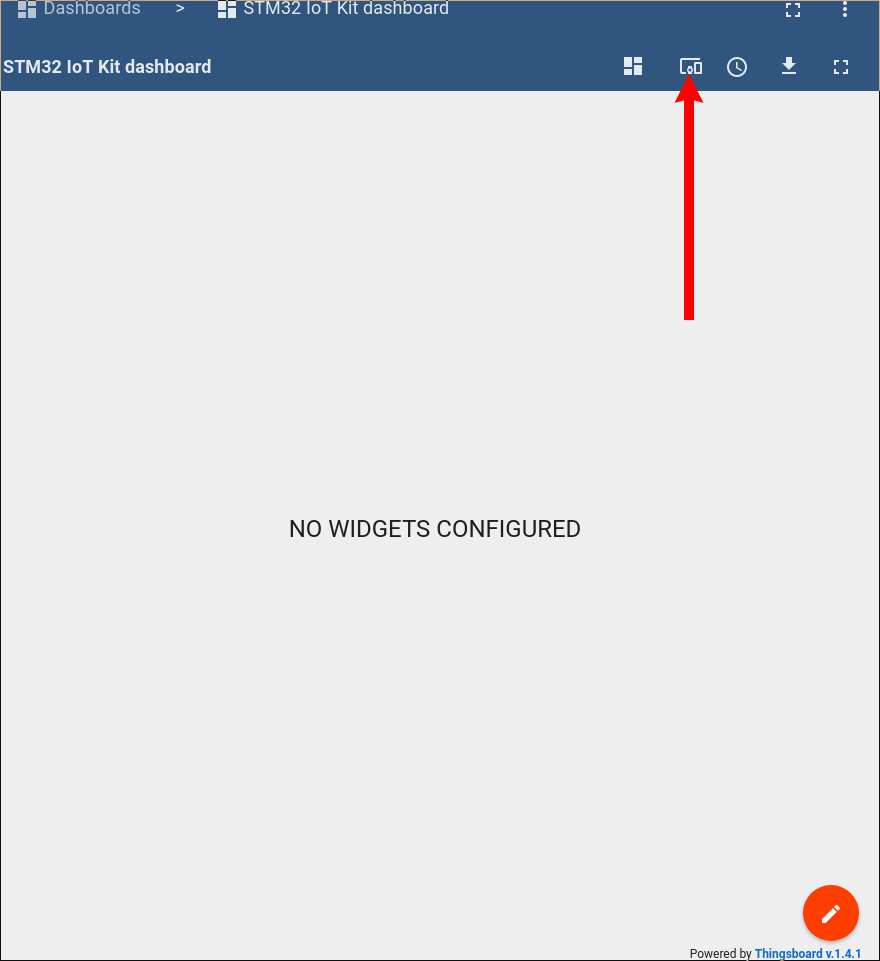 Dashboards > STM32 IoT Kit dashboard
STM32 IoT Kit dashboard
NO WIDGETS CONFIGURED
Powered by Thingsboard v.1.4.1